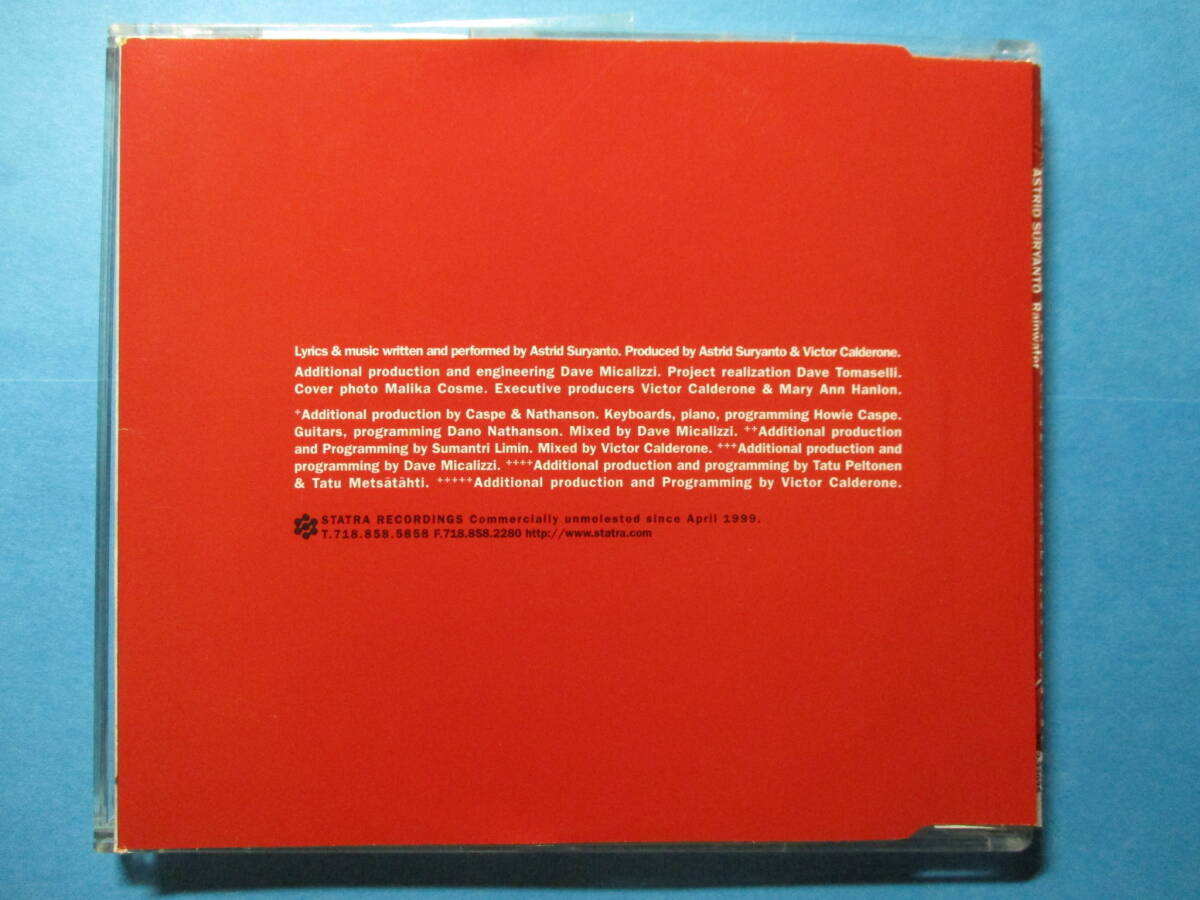 Lyrics & music written and performed by Astrid Suryanto. Produced by Astrid Suryanto & Victor Calderone.
Additional production and engineering Dave Micalizzi. Project realization Dave Tomaselli.
Cover photo Malika Cosme. Executive producers Victor Calderone & Mary Ann Hanlon.
+Additional production by Caspe & Nathanson. Keyboards, piano, programming Howie Caspe.
Guitars, programming Dano Nathanson. Mixed by Dave Micalizzi. ++Additional production
and Programming by Sumantri Limin. Mixed by Victor Calderone. +++Additional production and
programming by Dave Micalizzi. ++++Additional production and programming by Tatu Peltonen
& Tatu Metsätähti. +++++Additional production and Programming by Victor Calderone.
STATRA RECORDINGS Commercially unmolested since April 1999.
T.718.858.5858 F.718.858.2280 http://www.statra.com
ASTRID SURYANTO Rainwater